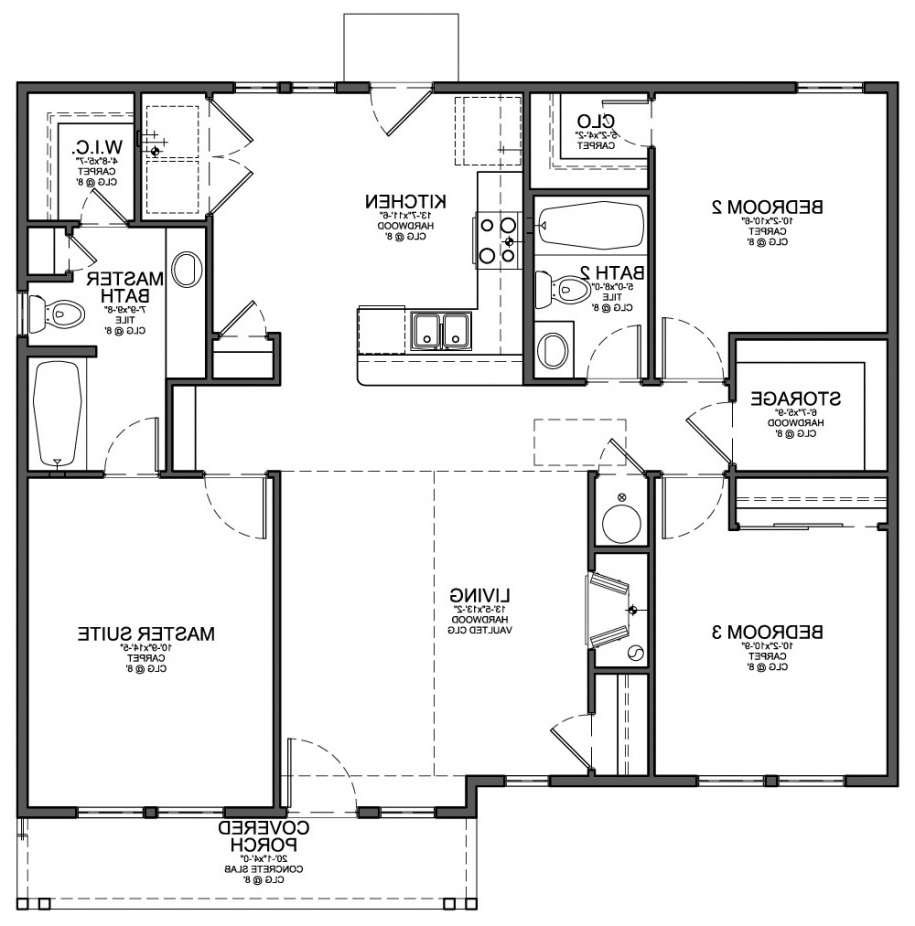 CLO
5'-2"x4'-2"
CARPET
W.I.C.
4'-8"x5'-7"
CARPET
CLG @ 8'
KITCHEN
13'-7"x11'-6"
HARDWOOD
CLG @ 8'
BEDROOM 2
10'-2"x10'-6"
CARPET
CLG @ 8'
MASTER
BATH
7'-9"x9'-8"
TILE
CLG @ 8'
BATH 2
5'-0"x8'-0"
TILE
CLG @ 8'
STORAGE
6'-7"x5'-9"
HARDWOOD
CLG @ 8'
LIVING
13'-5"x13'-2"
HARDWOOD
VAULTED CLG
MASTER SUITE
10'-9"x14'-5"
CARPET
CLG @ 8'
BEDROOM 3
10'-2"x10'-9"
CARPET
CLG @ 8'
COVERED
PORCH
20'-1"x4'-0"
CONCRETE SLAB
CLG @ 8'